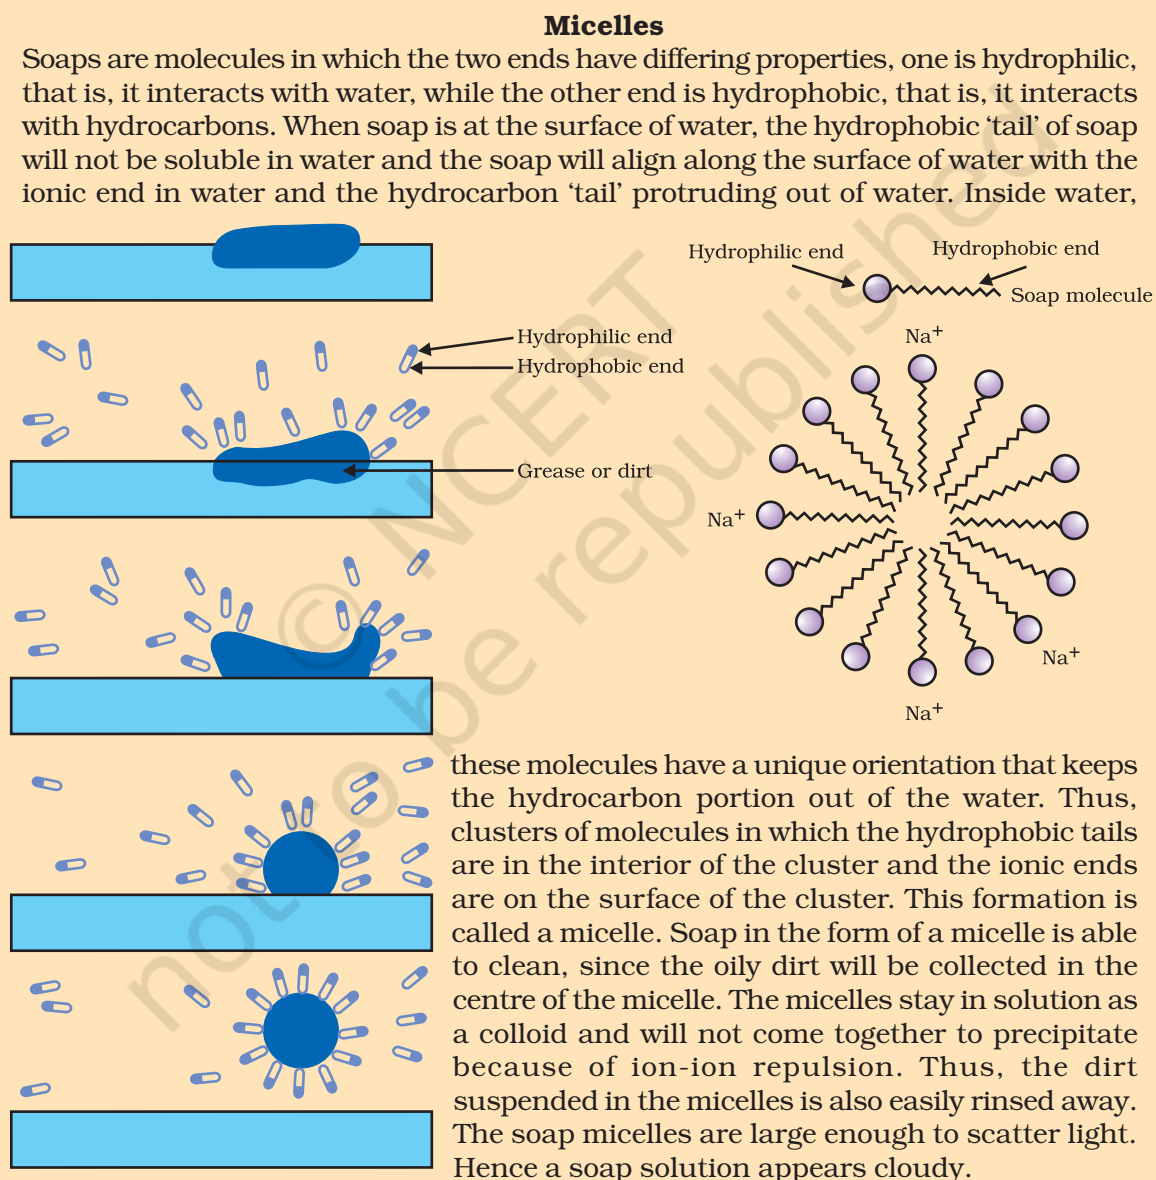 Micelles
Soaps are molecules in which the two ends have differing properties, one is hydrophilic,
that is, it interacts with water, while the other end is hydrophobic, that is, it interacts
with hydrocarbons. When soap is at the surface of water, the hydrophobic ‘tail’ of soap
will not be soluble in water and the soap will align along the surface of water with the
ionic end in water and the hydrocarbon ‘tail’ protruding out of water. Inside water,
Hydrophilic end
Hydrophobic end
Soap molecule
Hydrophilic end
Hydrophobic end
Grease or dirt
Na+
Na+
Na+
Na+
these molecules have a unique orientation that keeps
the hydrocarbon portion out of the water. Thus,
clusters of molecules in which the hydrophobic tails
are in the interior of the cluster and the ionic ends
are on the surface of the cluster. This formation is
called a micelle. Soap in the form of a micelle is able
to clean, since the oily dirt will be collected in the
centre of the micelle. The micelles stay in solution as
a colloid and will not come together to precipitate
because of ion-ion repulsion. Thus, the dirt
suspended in the micelles is also easily rinsed away.
The soap micelles are large enough to scatter light.
Hence a soap solution appears cloudy.
© NCERT
not to be republished